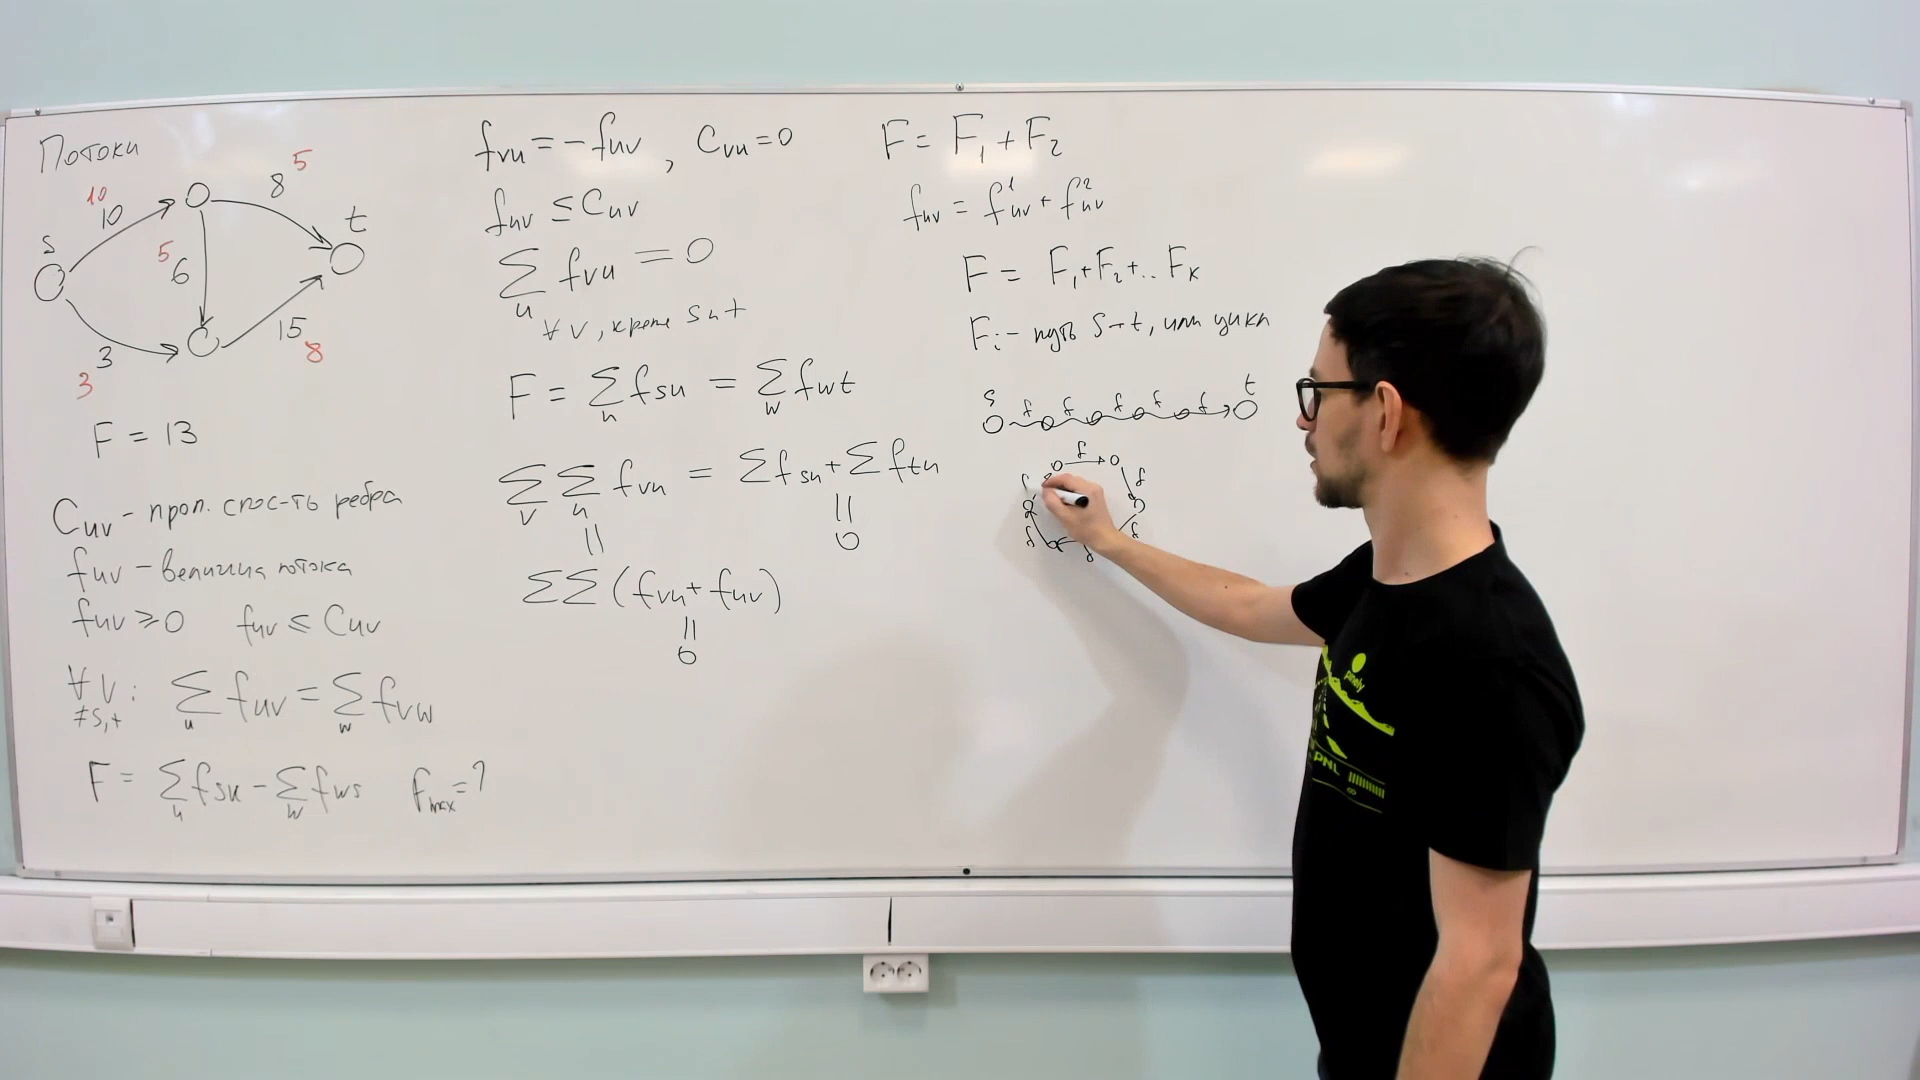 Потоки
10
10
8 5
s
t
5
6
3
3
15
8
F = 13
Cuv - проп. спос-ть ребра
fuv - величина потока
fuv ≥ 0 fuv ≤ Cuv
∀ v : ∑ fuv = ∑ fvw
≠s,t u w
F = ∑ fsu - ∑ fws fmax = ?
u w
fvu = -fuv , Cvu = 0
fuv ≤ Cuv
∑ fvu = 0
u
∀ v, кроме s и t
F = ∑ fsu = ∑ fwt
u w
∑ ∑ fvu = ∑ fsu + ∑ ftu
v u
|| ||
0
∑∑ (fvu + fuv)
||
0
F = F₁ + F₂
fuv = f¹uv + f²uv
F = F₁ + F₂ + .. Fk
Fi - путь s→t, или цикл
s f f f f f t
f
f f
f f
f
pinely
PNL